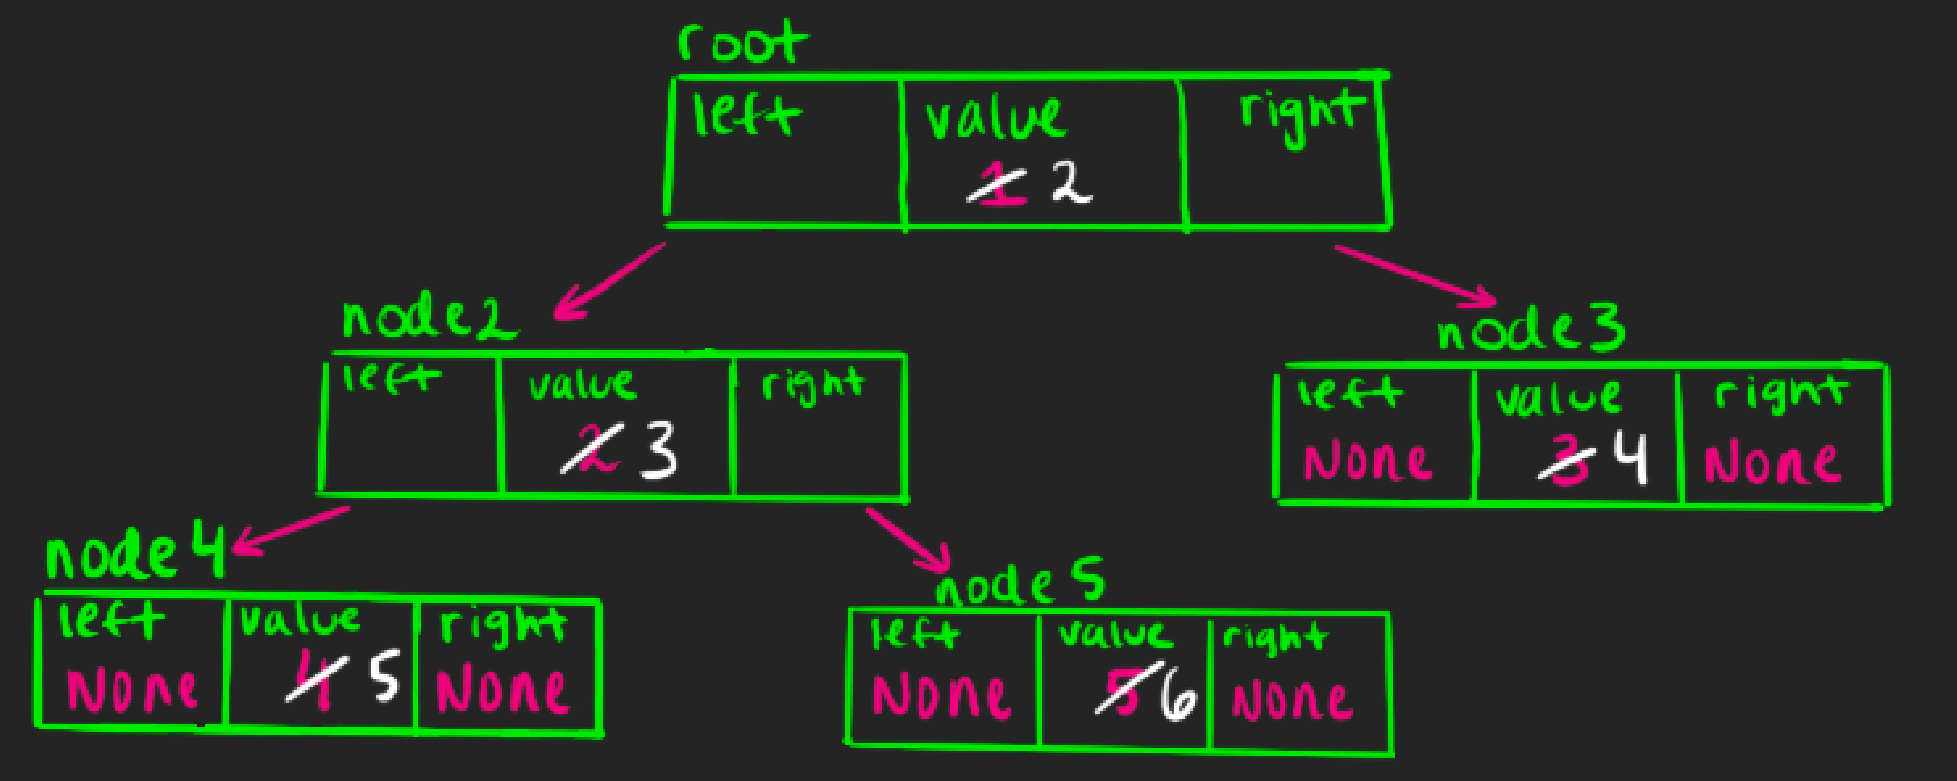 root
left value right
1 2
node2
left value right
2 3
node3
left value right
None 3 4 None
node4
left value right
None 4 5 None
node5
left value right
None 5 6 None